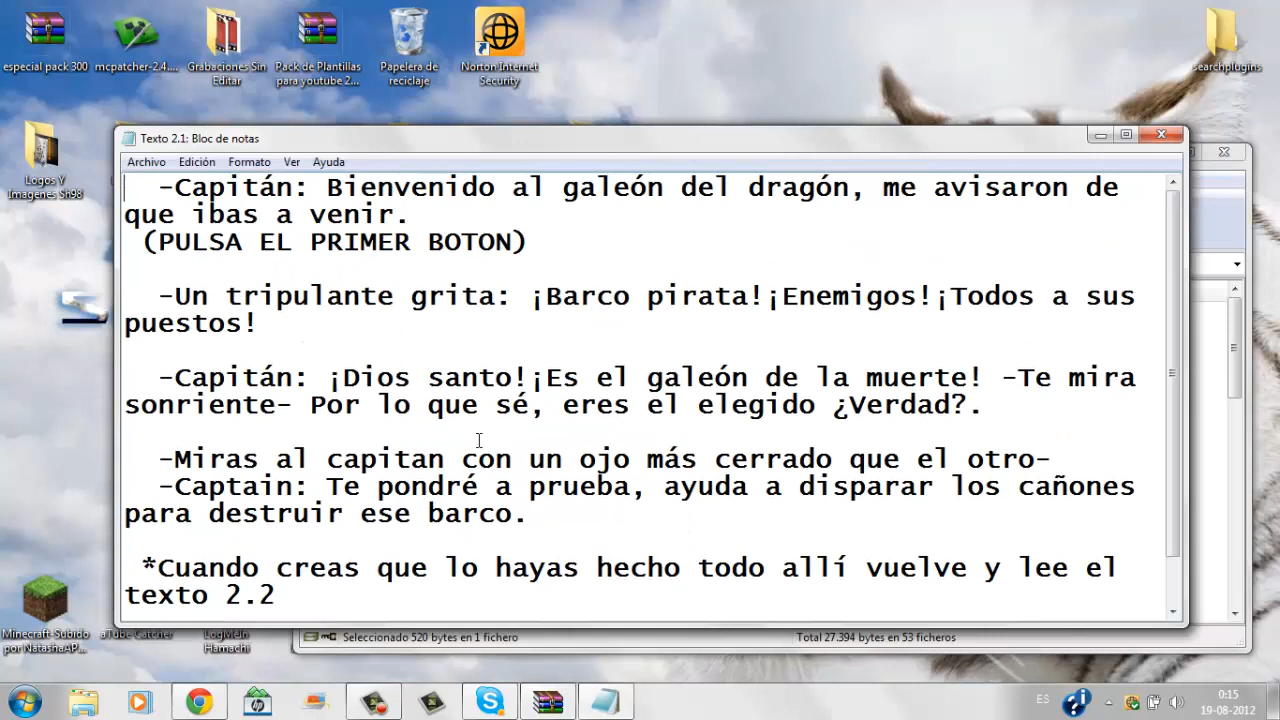 especial pack 300
mcpatcher-2.4....
Grabaciones Sin
Editar
Pack de Plantillas
para youtube 2...
Papelera de
reciclaje
Norton Internet
Security
searchplugins
Logos Y
Imagenes Sh98
Texto 2.1: Bloc de notas
Archivo Edición Formato Ver Ayuda
-Capitán: Bienvenido al galeón del dragón, me avisaron de
que ibas a venir.
(PULSA EL PRIMER BOTON)
-Un tripulante grita: ¡Barco pirata!¡Enemigos!¡Todos a sus
puestos!
-Capitán: ¡Dios santo!¡Es el galeón de la muerte! -Te mira
sonriente- Por lo que sé, eres el elegido ¿Verdad?.
-Miras al capitan con un ojo más cerrado que el otro-
-Captain: Te pondré a prueba, ayuda a disparar los cañones
para destruir ese barco.
*Cuando creas que lo hayas hecho todo allí vuelve y lee el
texto 2.2
Minecraft-Subido
por NatashaAP...
aTube Catcher
LogMeIn
Hamachi
Seleccionado 520 bytes en 1 fichero
Total 27.394 bytes en 53 ficheros
ES
0:15
19-08-2012